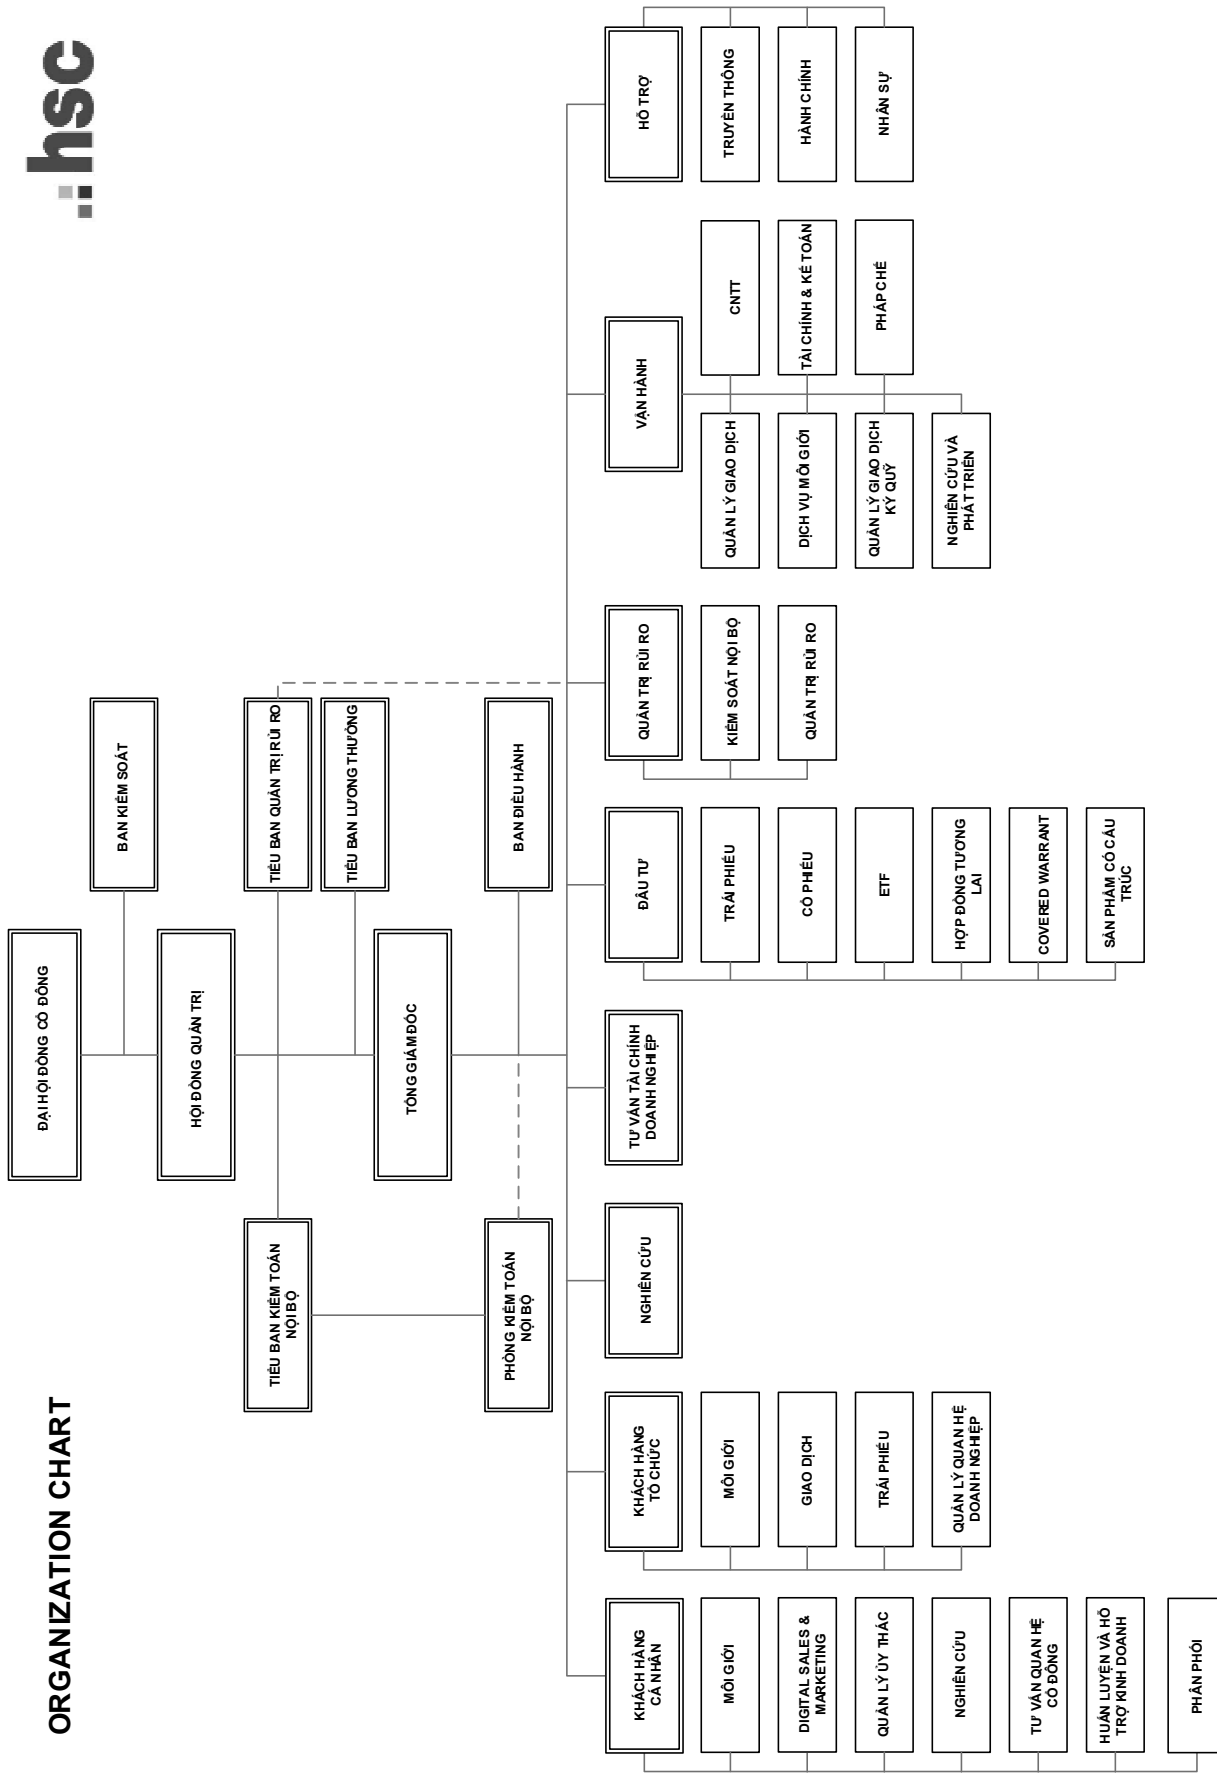 ORGANIZATION CHART
hsc
ĐẠI HỘI ĐỒNG CỔ ĐÔNG
BAN KIỂM SOÁT
HỘI ĐỒNG QUẢN TRỊ
TIỂU BAN KIỂM TOÁN
NỘI BỘ
TIỂU BAN QUẢN TRỊ RỦI RO
TIỂU BAN LƯƠNG THƯỞNG
TỔNG GIÁM ĐỐC
PHÒNG KIỂM TOÁN
NỘI BỘ
BAN ĐIỀU HÀNH
KHÁCH HÀNG
CÁ NHÂN
MÔI GIỚI
DIGITAL SALES &
MARKETING
QUẢN LÝ ỦY THÁC
NGHIÊN CỨU
TƯ VẤN QUAN HỆ
CỔ ĐÔNG
HUẤN LUYỆN VÀ HỖ
TRỢ KINH DOANH
PHÂN PHỐI
KHÁCH HÀNG
TỔ CHỨC
MÔI GIỚI
GIAO DỊCH
TRÁI PHIẾU
QUẢN LÝ QUAN HỆ
DOANH NGHIỆP
NGHIÊN CỨU
TƯ VẤN TÀI CHÍNH
DOANH NGHIỆP
ĐẦU TƯ
TRÁI PHIẾU
CỔ PHIẾU
ETF
HỢP ĐỒNG TƯƠNG
LAI
COVERED WARRANT
SẢN PHẨM CÓ CẤU
TRÚC
QUẢN TRỊ RỦI RO
KIỂM SOÁT NỘI BỘ
QUẢN TRỊ RỦI RO
VẬN HÀNH
QUẢN LÝ GIAO DỊCH
CNTT
DỊCH VỤ MÔI GIỚI
TÀI CHÍNH & KẾ TOÁN
QUẢN LÝ GIAO DỊCH
KÝ QUỸ
PHÁP CHẾ
NGHIÊN CỨU VÀ
PHÁT TRIỂN
HỖ TRỢ
TRUYỀN THÔNG
HÀNH CHÍNH
NHÂN SỰ